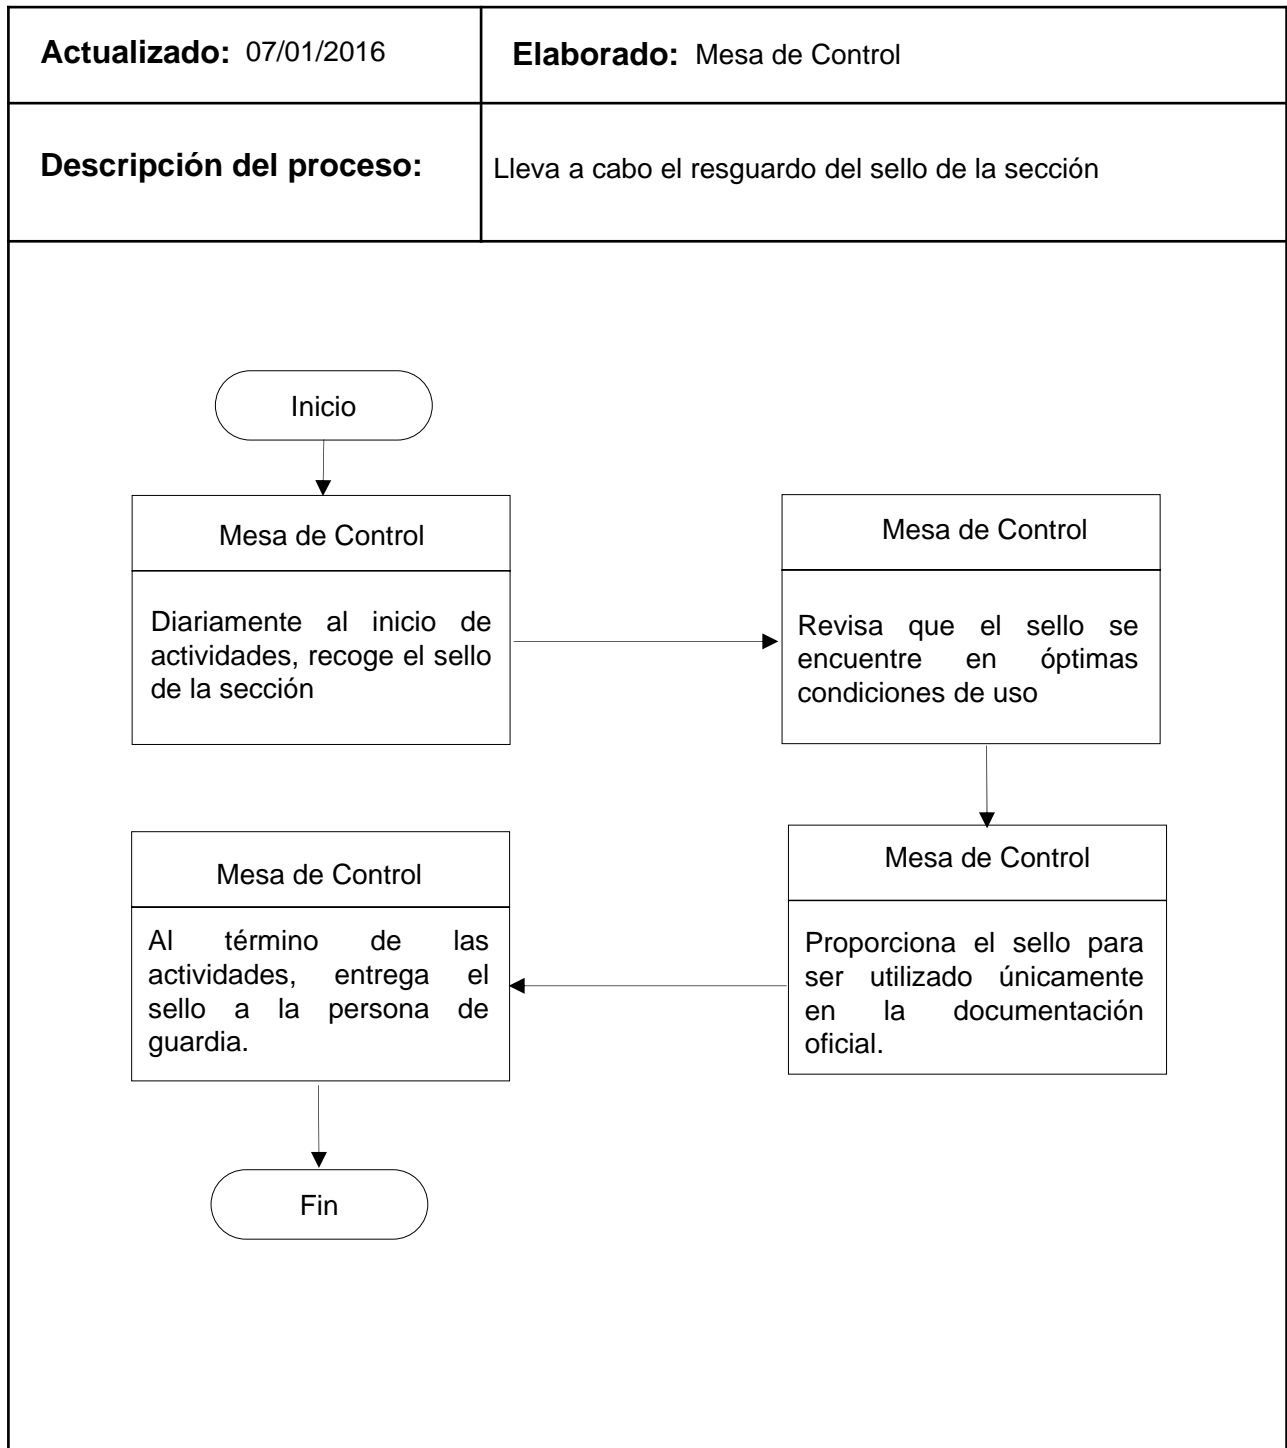 Actualizado: 07/01/2016
Elaborado: Mesa de Control
Descripción del proceso:
Lleva a cabo el resguardo del sello de la sección
Inicio
Mesa de Control
Diariamente al inicio de
actividades, recoge el sello
de la sección
Mesa de Control
Revisa que el sello se
encuentre en óptimas
condiciones de uso
Mesa de Control
Proporciona el sello para
ser utilizado únicamente
en la documentación
oficial.
Mesa de Control
Al término de las
actividades, entrega el
sello a la persona de
guardia.
Fin